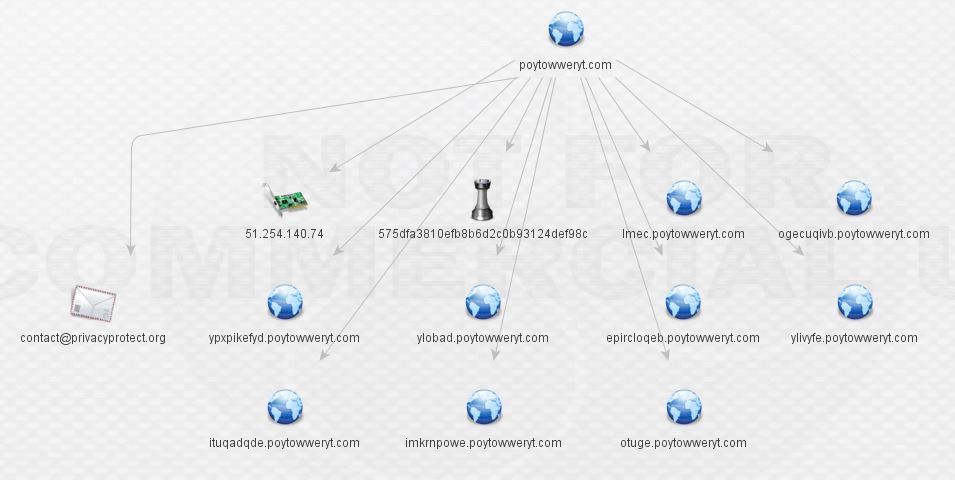 poytowweryt.com
NOT FOR
COMMERCIAL U
51.254.140.74
575dfa3810efb8b6d2c0b93124def98c
lmec.poytowweryt.com
ogecuqivb.poytowweryt.com
contact@privacyprotect.org
ypxpikefyd.poytowweryt.com
ylobad.poytowweryt.com
epircloqeb.poytowweryt.com
ylivyfe.poytowweryt.com
ituqadqde.poytowweryt.com
imkrnpowe.poytowweryt.com
otuge.poytowweryt.com